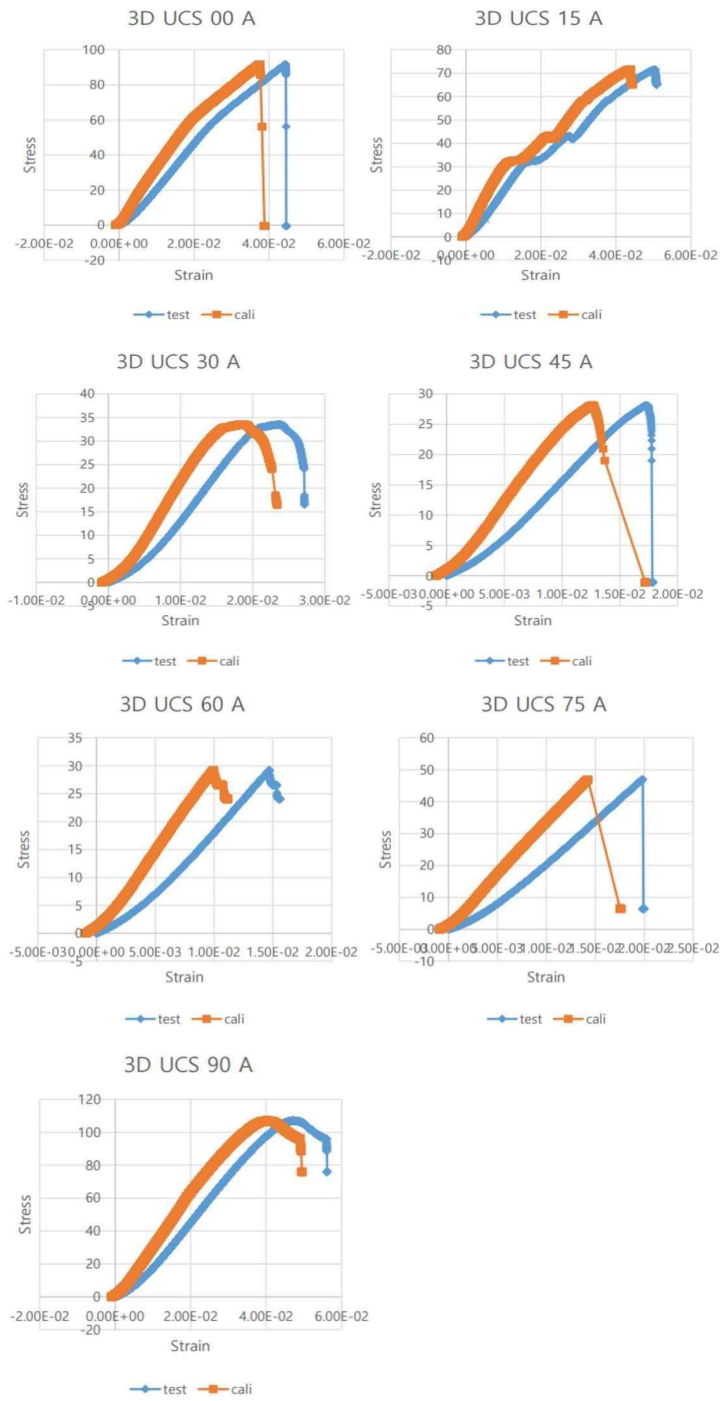 3D UCS 00 A
3D UCS 15 A
100
80
60
40
20
0
-20
Stress
-2.00E-02 0.00E+00 2.00E-02 4.00E-02 6.00E-02
Strain
test cali
80
70
60
50
40
30
20
10
0
-10
Stress
-2.00E-02 0.00E+00 2.00E-02 4.00E-02 6.00E-02
Strain
test cali
3D UCS 30 A
3D UCS 45 A
40
35
30
25
20
15
10
5
0
-5
Stress
-1.00E-02 0.00E+00 1.00E-02 2.00E-02 3.00E-02
Strain
test cali
30
25
20
15
10
5
0
-5
Stress
-5.00E-03 0.00E+00 5.00E-03 1.00E-02 1.50E-02 2.00E-02
Strain
test cali
3D UCS 60 A
3D UCS 75 A
35
30
25
20
15
10
5
0
-5
Stress
-5.00E-03 0.00E+00 5.00E-03 1.00E-02 1.50E-02 2.00E-02
Strain
test cali
60
50
40
30
20
10
0
-10
Stress
-5.00E-03 0.00E+00 5.00E-03 1.00E-02 1.50E-02 2.00E-02 2.50E-02
Strain
test cali
3D UCS 90 A
120
100
80
60
40
20
0
-20
Stress
-2.00E-02 0.00E+00 2.00E-02 4.00E-02 6.00E-02
Strain
test cali